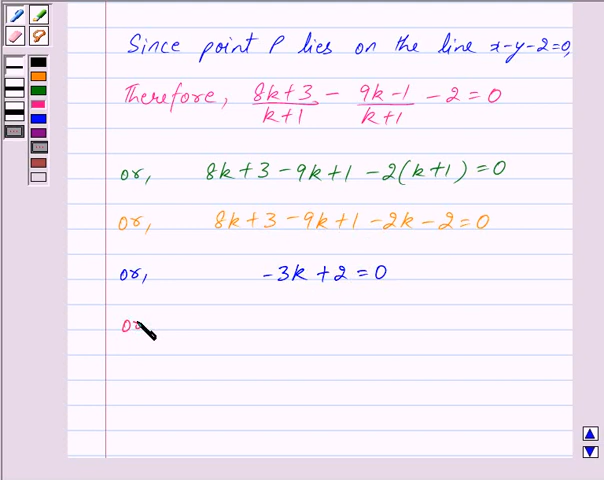 Since point P lies on the line x-y-2=0,
Therefore, (8k+3)/(k+1) - (9k-1)/(k+1) - 2 = 0
or, 8k+3-9k+1-2(k+1)=0
or, 8k+3-9k+1-2k-2=0
or, -3k+2=0
or